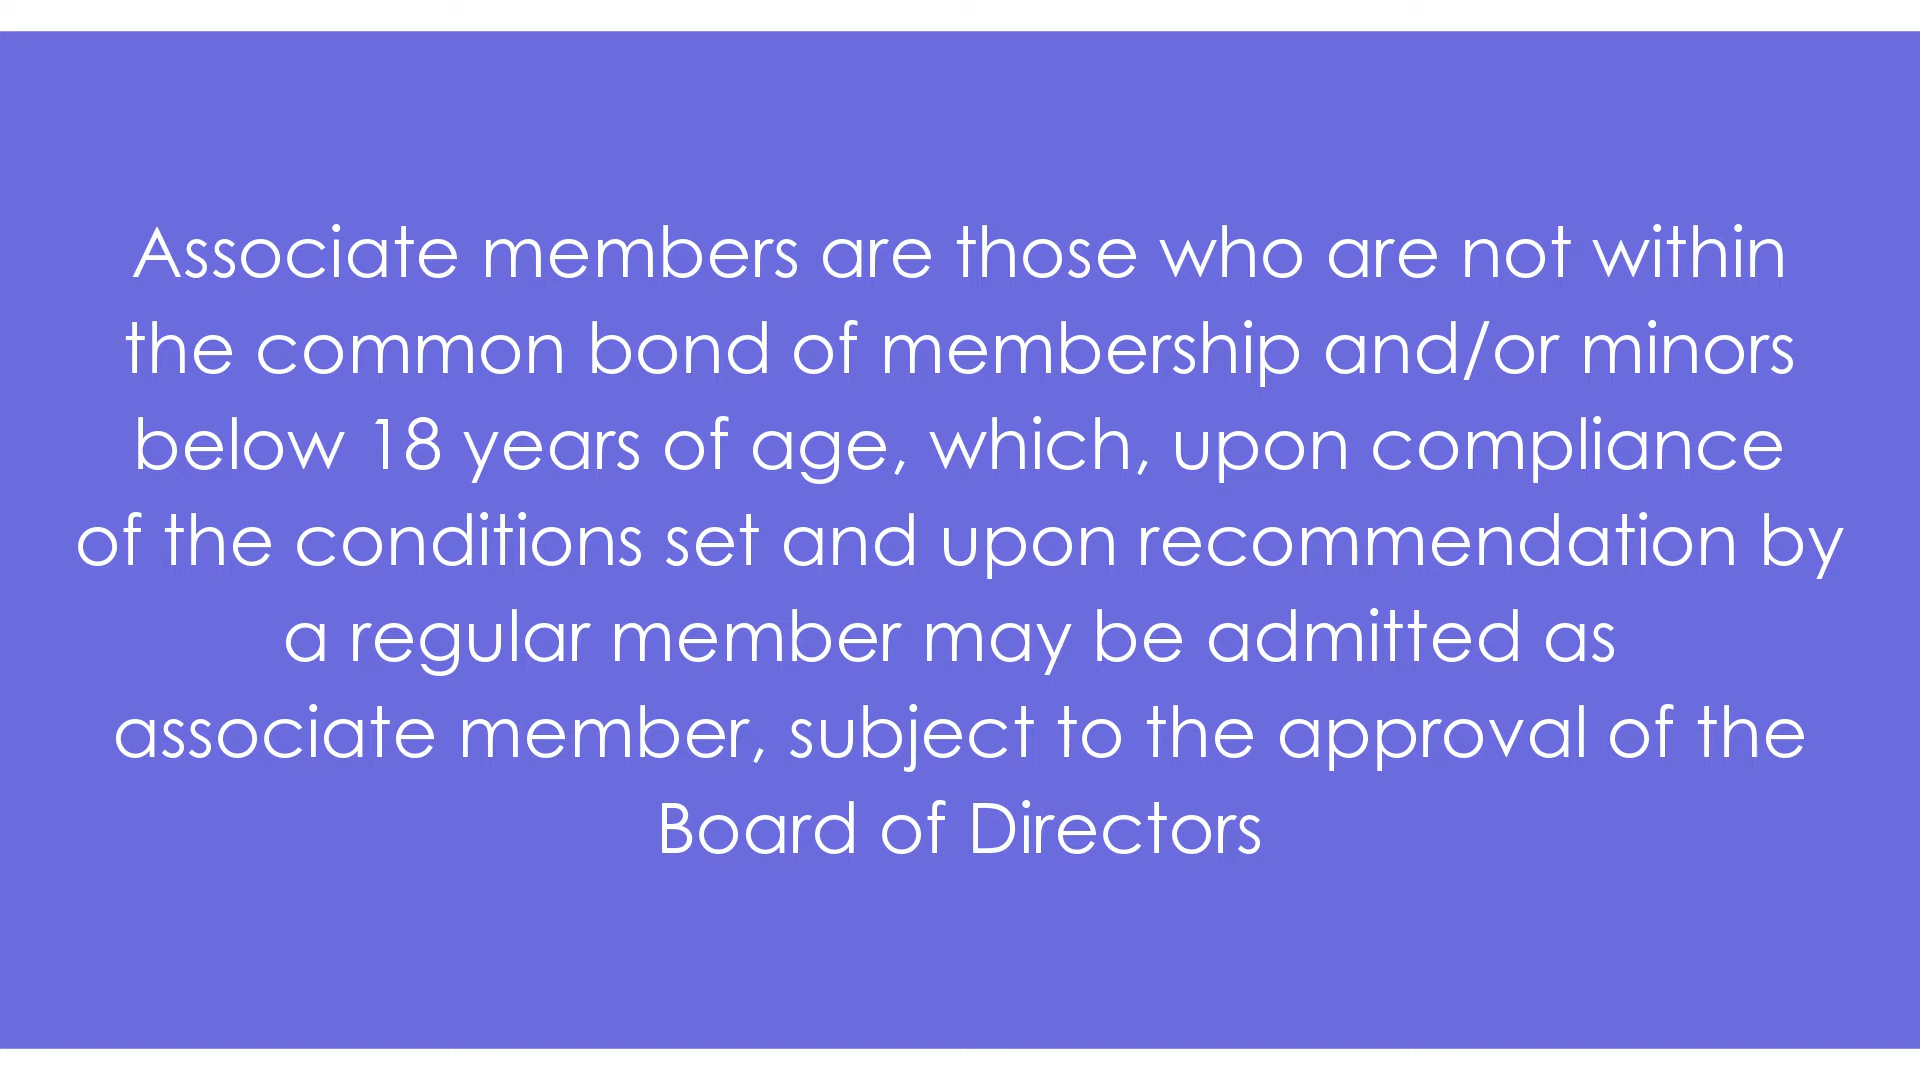 Associate members are those who are not within
the common bond of membership and/or minors
below 18 years of age, which, upon compliance
of the conditions set and upon recommendation by
a regular member may be admitted as
associate member, subject to the approval of the
Board of Directors